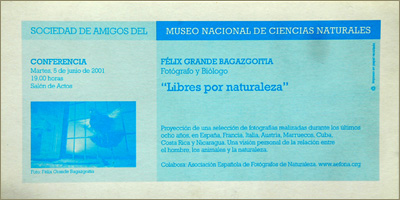 SOCIEDAD DE AMIGOS DEL MUSEO NACIONAL DE CIENCIAS NATURALES
CONFERENCIA
Martes, 5 de junio de 2001
19,00 horas
Salón de Actos
Foto: Félix Grande Bagazgoitia
FÉLIX GRANDE BAGAZGOITIA
Fotógrafo y Biólogo
"Libres por naturaleza"
Proyección de una selección de fotografías realizadas durante los últimos
ocho años, en España, Francia, Italia, Austria, Marruecos, Cuba,
Costa Rica y Nicaragua. Una visión personal de la relación entre
el hombre, los animales y la naturaleza.
Colabora: Asociación Española de Fotógrafos de Naturaleza. www.aefona.org